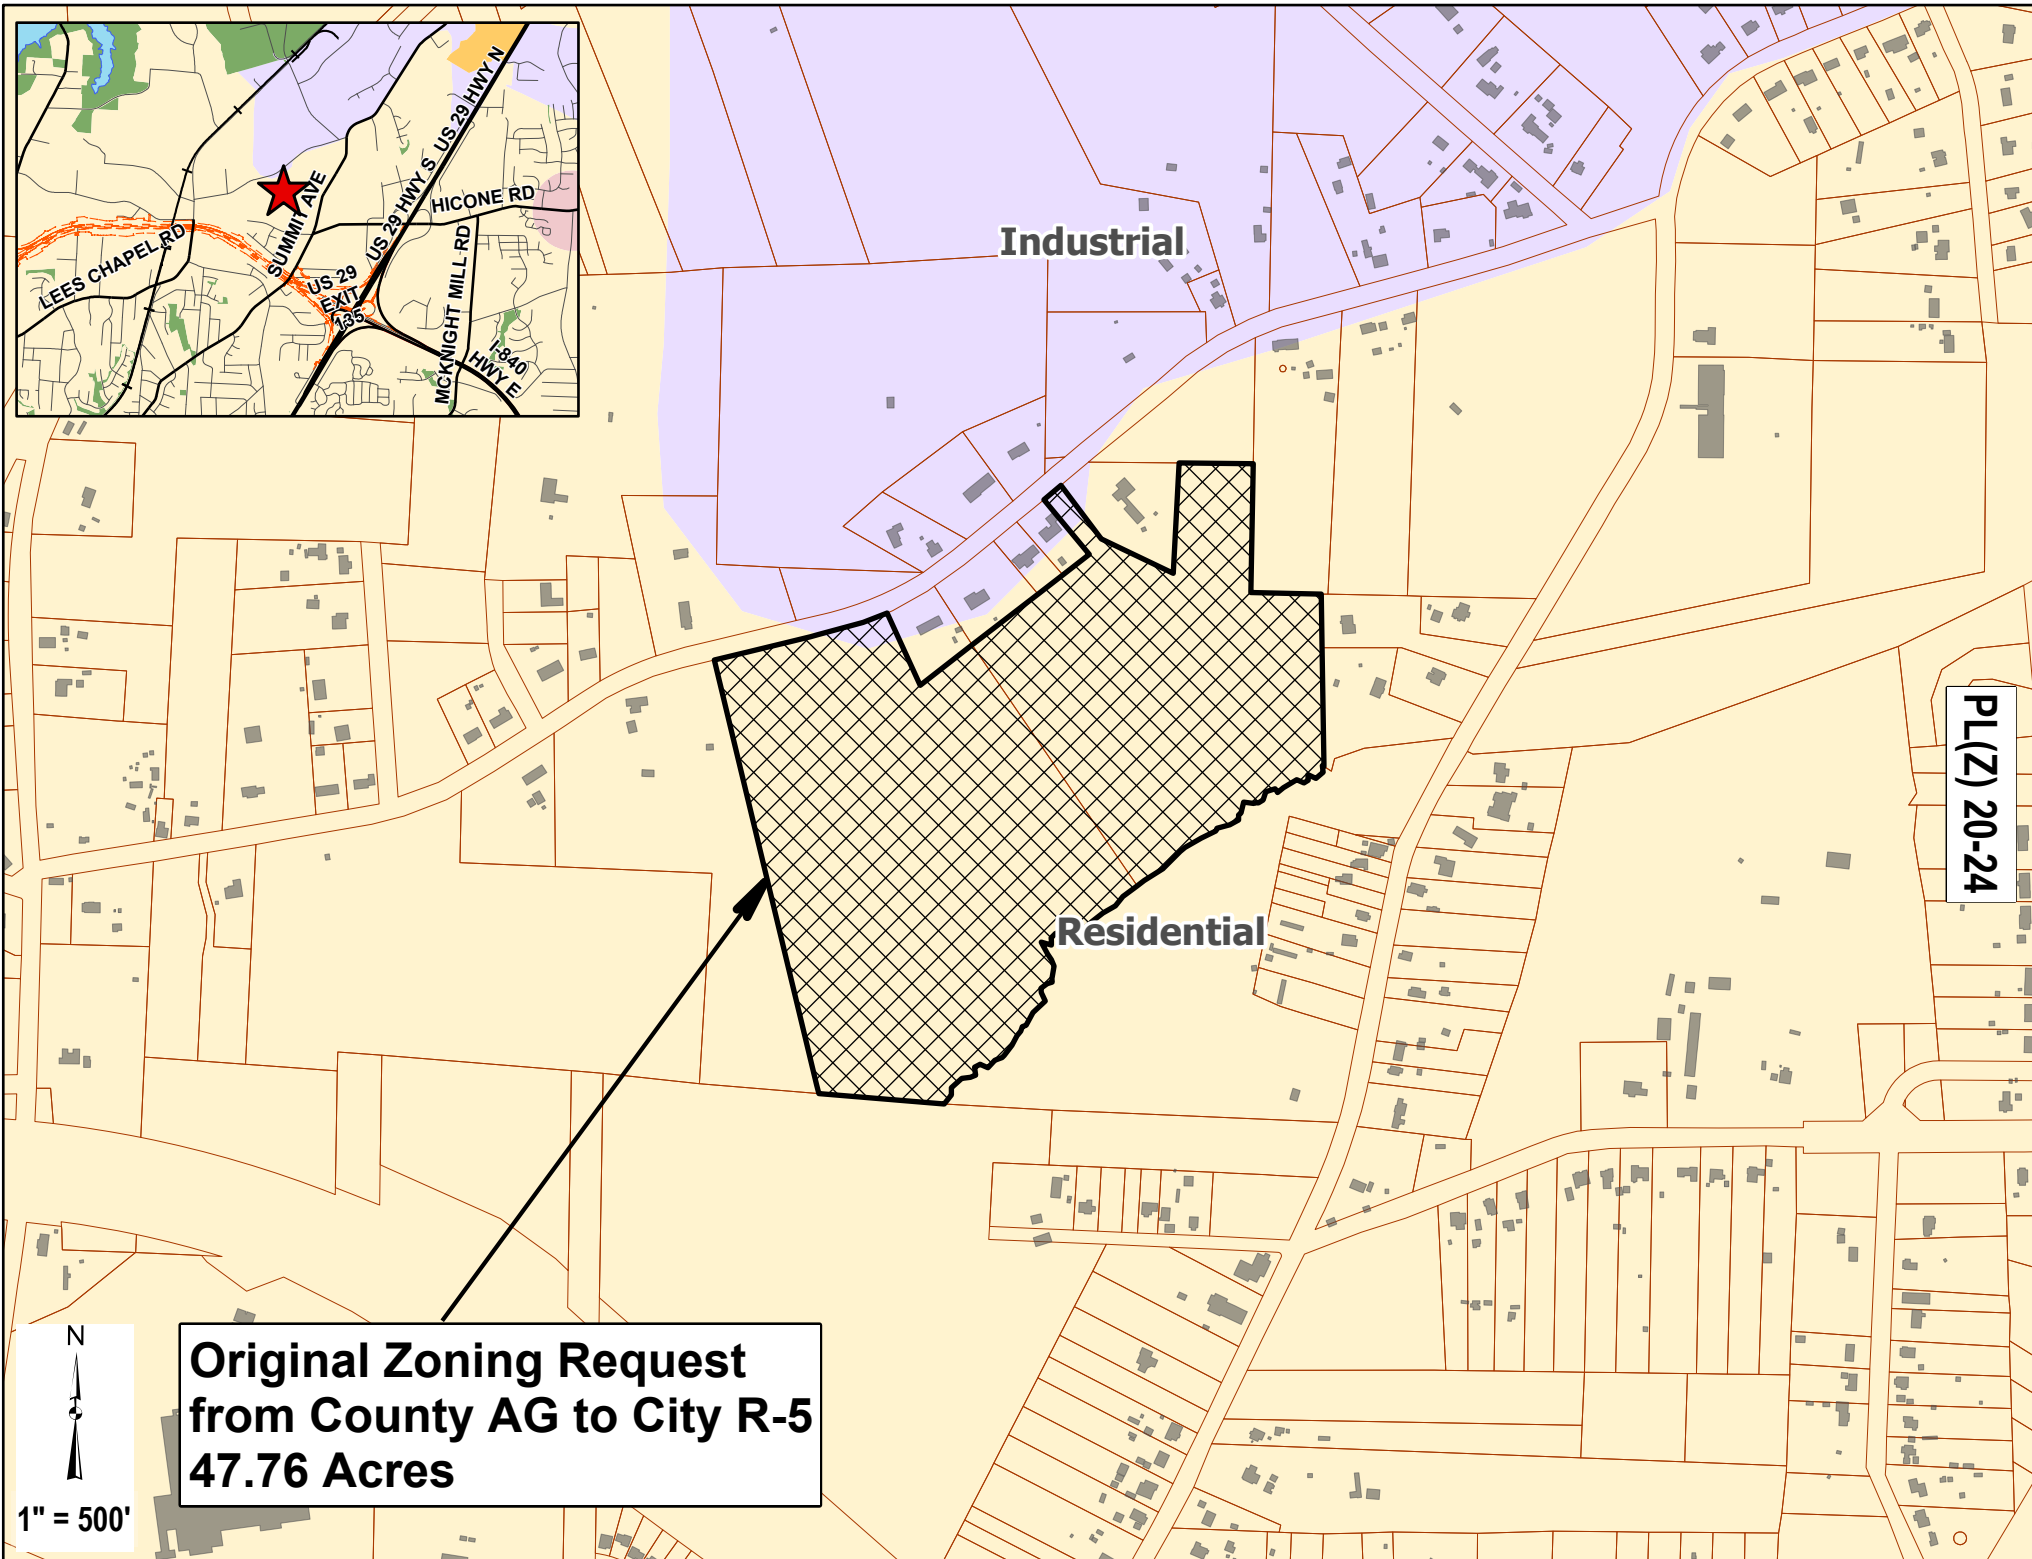 US 29 HWY N
US 29 HWY S
HICONE RD
SUMMIT AVE
LEES CHAPEL RD
US 29
EXIT
135
MCKNIGHT MILL RD
I-840
HWY E
Industrial
Residential
PL(Z) 20-24
N
1" = 500'
Original Zoning Request
from County AG to City R-5
47.76 Acres